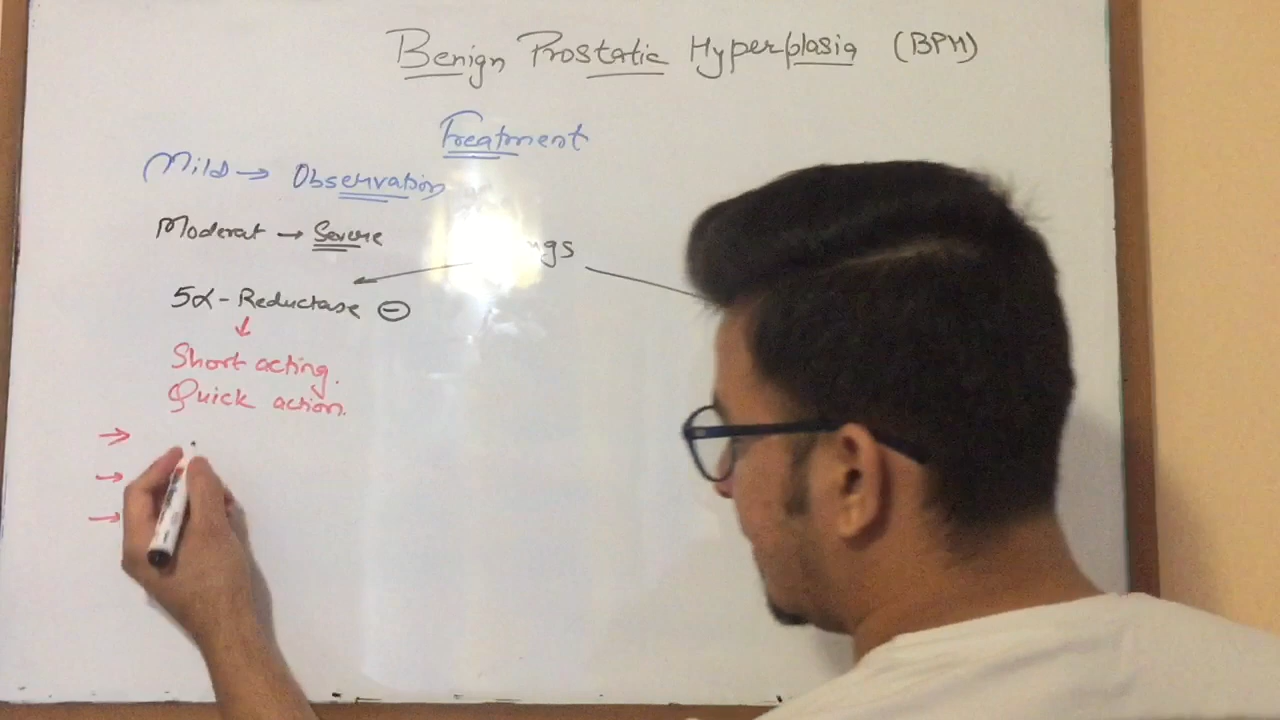 Benign Prostatic Hyperplasia (BPH)
Treatment
Mild → Observation
Moderat → Severe
5α-Reductase ⊖
↓
Short acting.
Quick action.
→
→
→